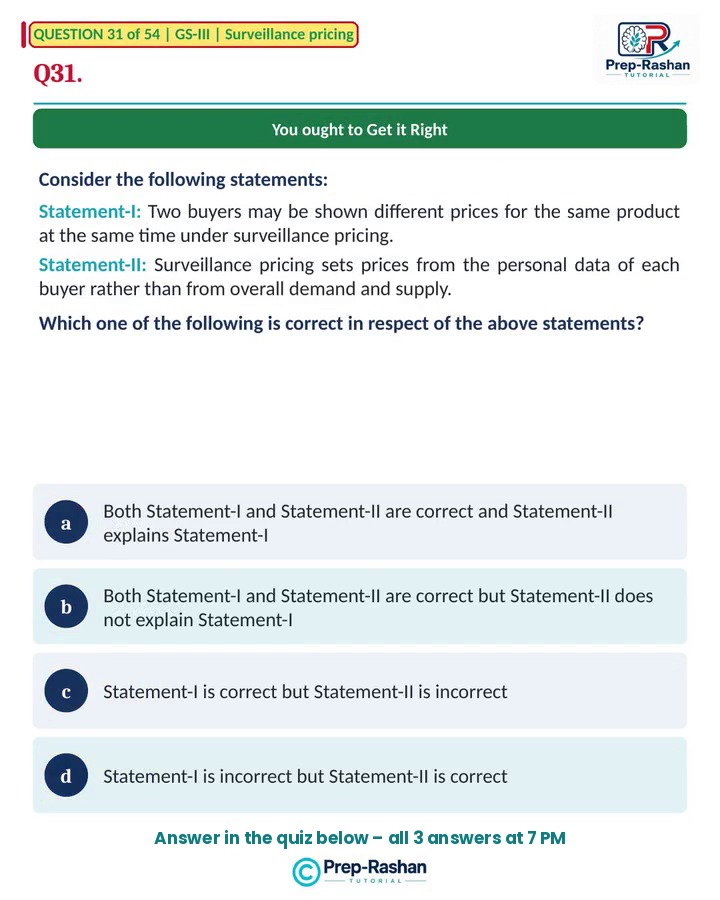 QUESTION 31 of 54 | GS-III | Surveillance pricing
Prep-Rashan
TUTORIAL
Q31.
You ought to Get it Right
Consider the following statements:
Statement-I: Two buyers may be shown different prices for the same product
at the same time under surveillance pricing.
Statement-II: Surveillance pricing sets prices from the personal data of each
buyer rather than from overall demand and supply.
Which one of the following is correct in respect of the above statements?
a Both Statement-I and Statement-II are correct and Statement-II
explains Statement-I
b Both Statement-I and Statement-II are correct but Statement-II does
not explain Statement-I
c Statement-I is correct but Statement-II is incorrect
d Statement-I is incorrect but Statement-II is correct
Answer in the quiz below – all 3 answers at 7 PM
© Prep-Rashan
TUTORIAL